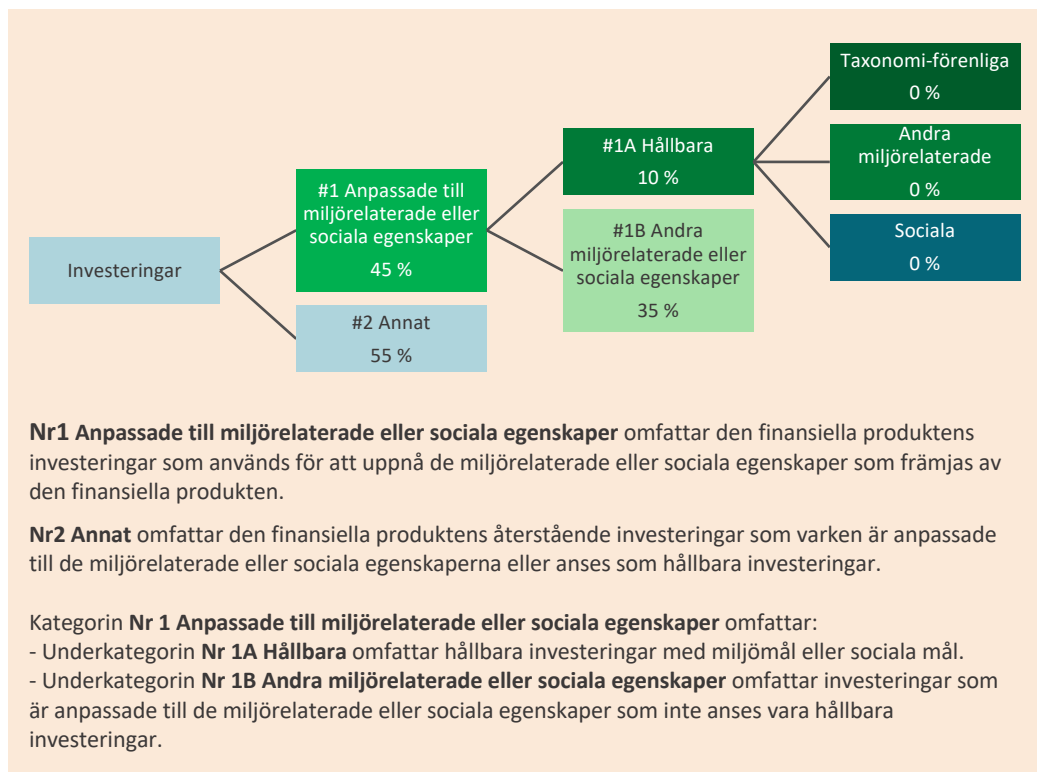 Investeringar
#1 Anpassade till
miljörelaterade eller
sociala egenskaper
45 %
#2 Annat
55 %
#1A Hållbara
10 %
#1B Andra
miljörelaterade eller
sociala egenskaper
35 %
Taxonomi-förenliga
0 %
Andra
miljörelaterade
0 %
Sociala
0 %
Nr1 Anpassade till miljörelaterade eller sociala egenskaper omfattar den finansiella produktens
investeringar som används för att uppnå de miljörelaterade eller sociala egenskaper som främjas av
den finansiella produkten.
Nr2 Annat omfattar den finansiella produktens återstående investeringar som varken är anpassade
till de miljörelaterade eller sociala egenskaperna eller anses som hållbara investeringar.
Kategorin Nr 1 Anpassade till miljörelaterade eller sociala egenskaper omfattar:
- Underkategorin Nr 1A Hållbara omfattar hållbara investeringar med miljömål eller sociala mål.
- Underkategorin Nr 1B Andra miljörelaterade eller sociala egenskaper omfattar investeringar som
är anpassade till de miljörelaterade eller sociala egenskaper som inte anses vara hållbara
investeringar.